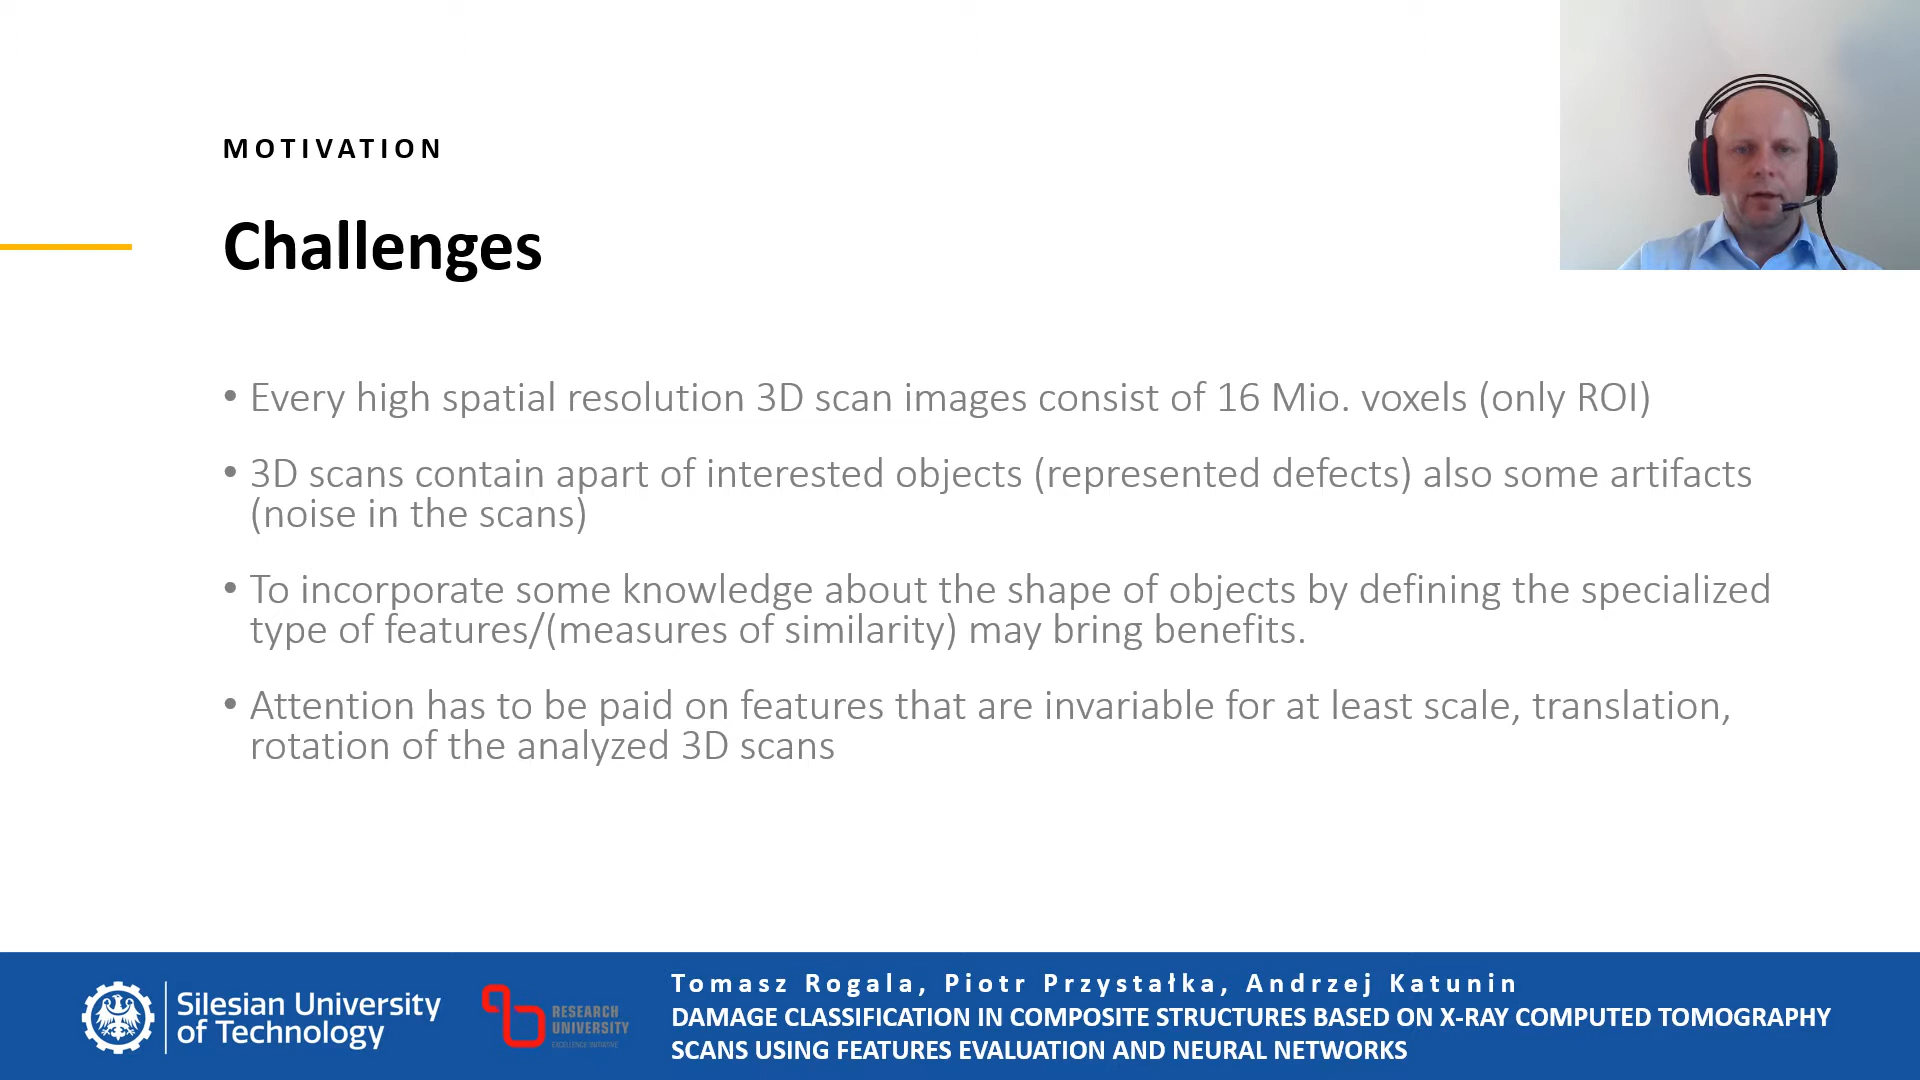 MOTIVATION
Challenges
• Every high spatial resolution 3D scan images consist of 16 Mio. voxels (only ROI)
• 3D scans contain apart of interested objects (represented defects) also some artifacts
(noise in the scans)
• To incorporate some knowledge about the shape of objects by defining the specialized
type of features/(measures of similarity) may bring benefits.
• Attention has to be paid on features that are invariable for at least scale, translation,
rotation of the analyzed 3D scans
Silesian University
of Technology
RESEARCH
UNIVERSITY
EXCELLENCE INITIATIVE
Tomasz Rogala, Piotr Przystałka, Andrzej Katunin
DAMAGE CLASSIFICATION IN COMPOSITE STRUCTURES BASED ON X-RAY COMPUTED TOMOGRAPHY
SCANS USING FEATURES EVALUATION AND NEURAL NETWORKS